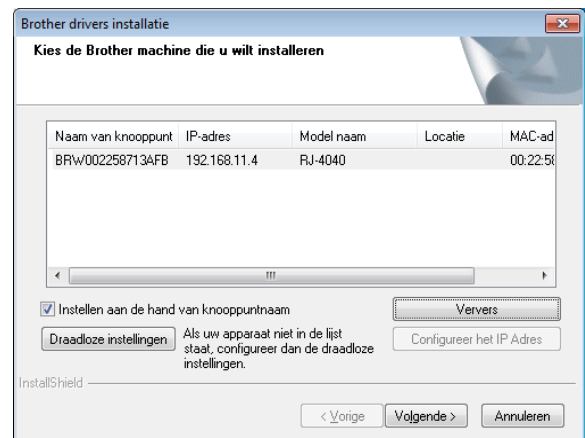 Brother drivers installatie
Kies de Brother machine die u wilt installeren
Naam van knooppunt IP-adres Model naam Locatie MAC-ad
BRW002258713AFB 192.168.11.4 RJ-4040 00:22:58
Instellen aan de hand van knooppuntnaam
Ververs
Draadloze instellingen
Als uw apparaat niet in de lijst
staat, configureer dan de draadloze
instellingen.
Configureer het IP Adres
InstallShield
< Vorige
Volgende >
Annuleren